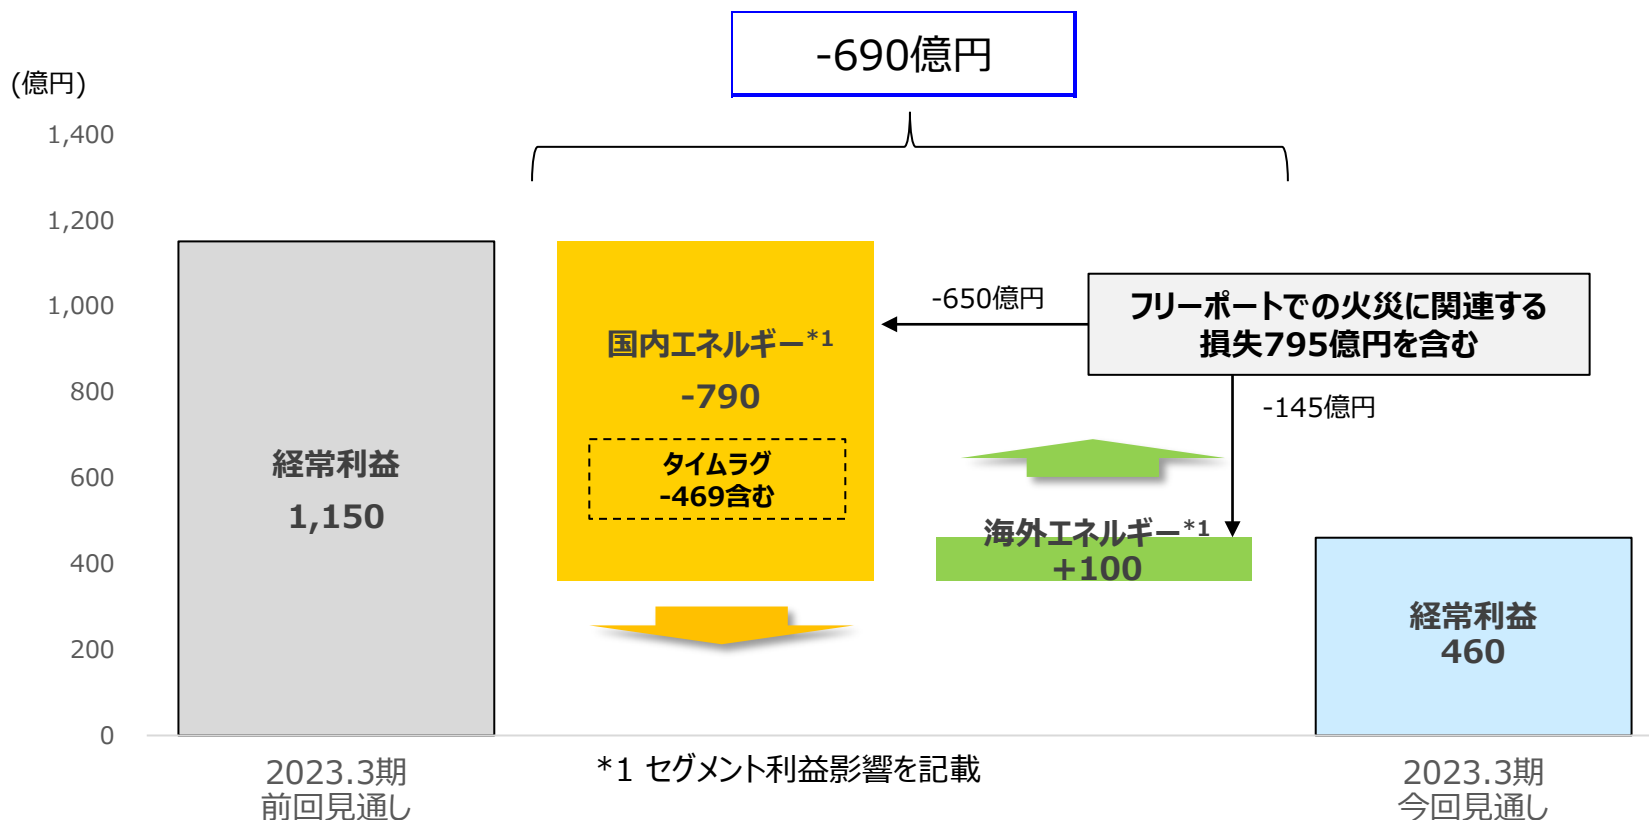 -690億円
(億円)
1,400
1,200
1,000
800
600
400
200
0
経常利益
1,150
国内エネルギー*1
-790
タイムラグ
-469含む
-650億円
フリーポートでの火災に関連する
損失795億円を含む
-145億円
海外エネルギー*1
+100
経常利益
460
2023.3期
前回見通し
*1 セグメント利益影響を記載
2023.3期
今回見通し